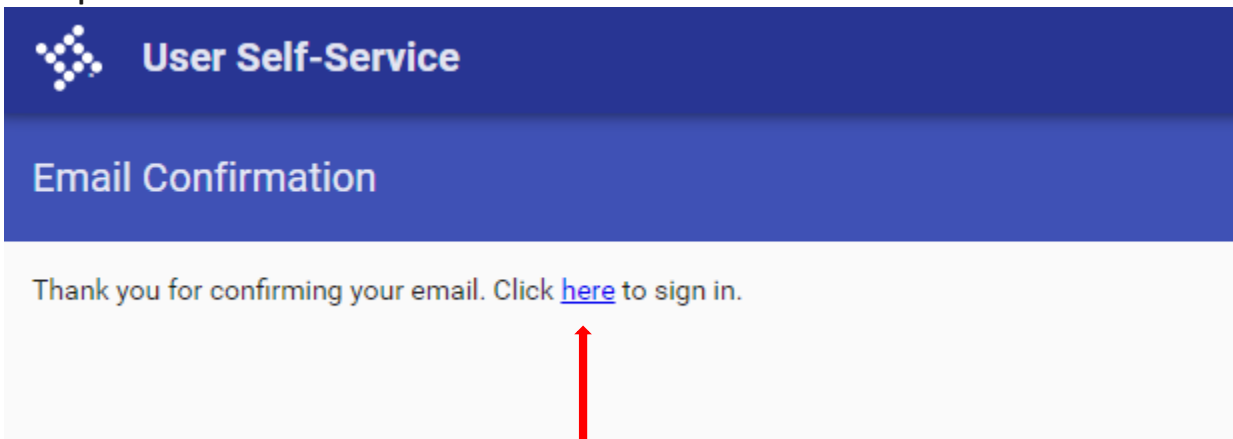 User Self-Service
Email Confirmation
Thank you for confirming your email. Click here to sign in.